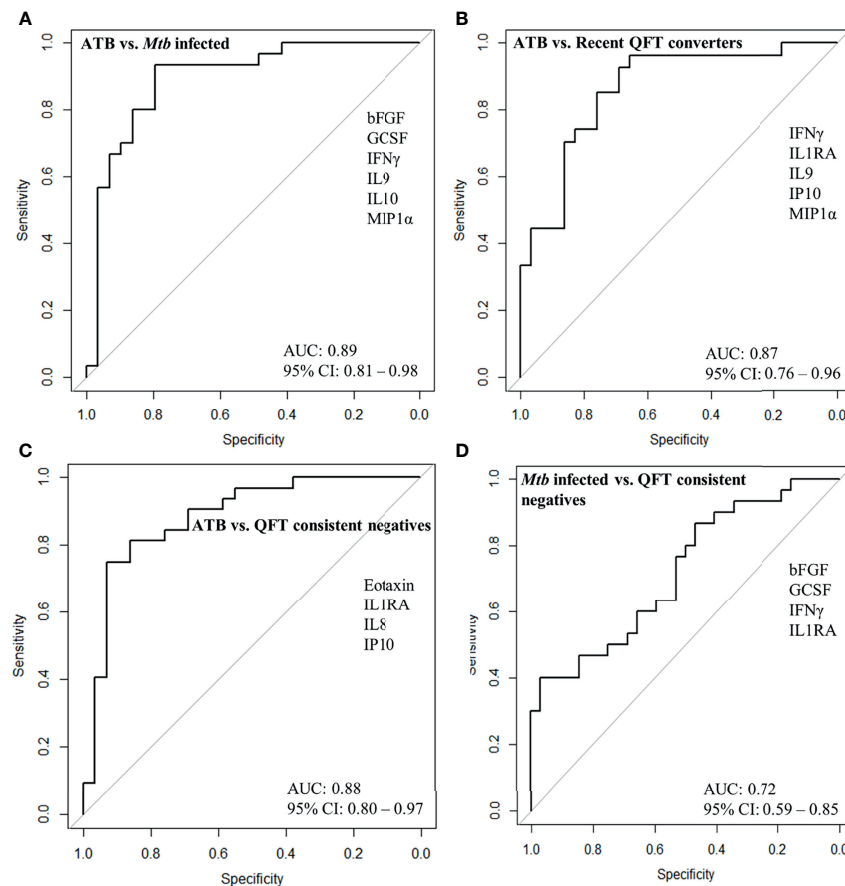 A
ATB vs. Mtb infected
bFGF
GCSF
IFNγ
IL9
IL10
MIP1α
AUC: 0.89
95% CI: 0.81 – 0.98
Sensitivity
0.0
0.2
0.4
0.6
0.8
1.0
1.0
0.8
0.6
0.4
0.2
0.0
Specificity
B
ATB vs. Recent QFT converters
IFNγ
IL1RA
IL9
IP10
MIP1α
AUC: 0.87
95% CI: 0.76 – 0.96
Sensitivity
0.0
0.2
0.4
0.6
0.8
1.0
1.0
0.8
0.6
0.4
0.2
0.0
Specificity
C
ATB vs. QFT consistent negatives
Eotaxin
IL1RA
IL8
IP10
AUC: 0.88
95% CI: 0.80 – 0.97
Sensitivity
0.0
0.2
0.4
0.6
0.8
1.0
1.0
0.8
0.6
0.4
0.2
0.0
Specificity
D
Mtb infected vs. QFT consistent
negatives
bFGF
GCSF
IFNγ
IL1RA
AUC: 0.72
95% CI: 0.59 – 0.85
Sensitivity
0.0
0.2
0.4
0.6
0.8
1.0
1.0
0.8
0.6
0.4
0.2
0.0
Specificity